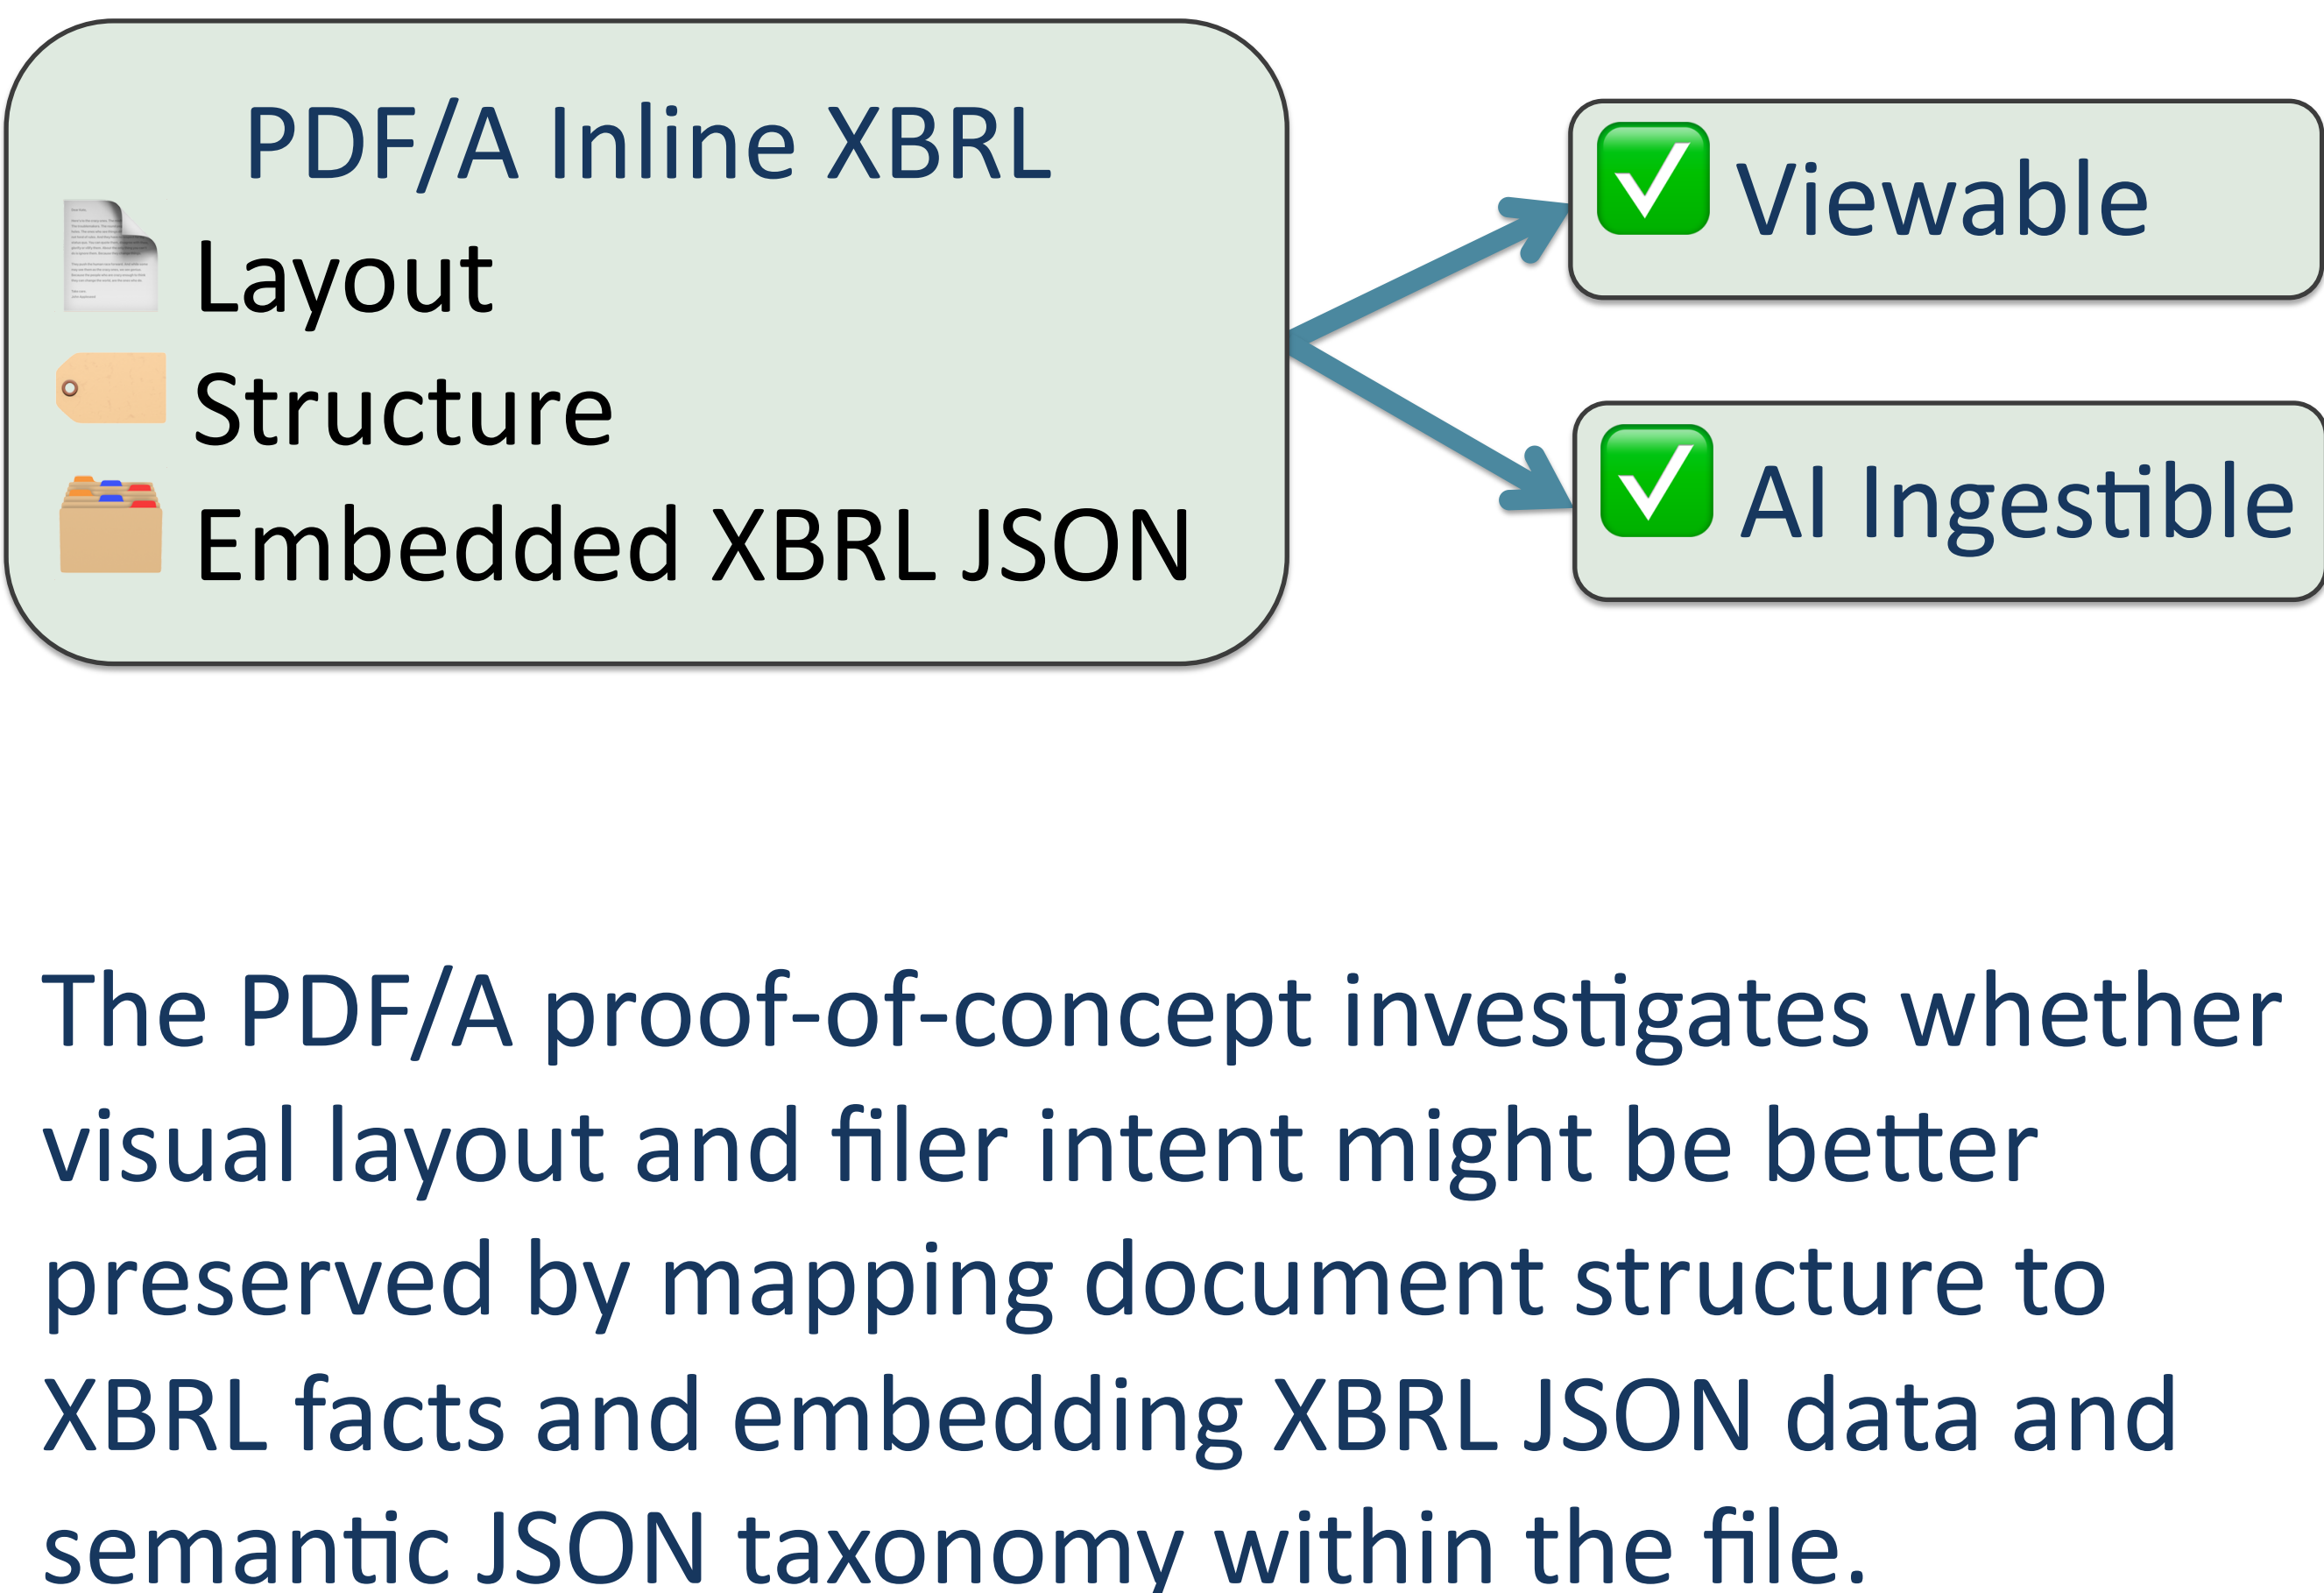 PDF/A Inline XBRL
Layout
Structure
Embedded XBRL JSON
Viewable
AI Ingestible
The PDF/A proof-of-concept investigates whether
visual layout and filer intent might be better
preserved by mapping document structure to
XBRL facts and embedding XBRL JSON data and
semantic JSON taxonomy within the file.